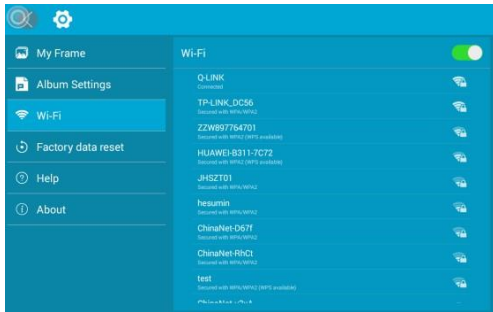 My Frame
Album Settings
Wi-Fi
Factory data reset
Help
About
Wi-Fi
Q-LINK
Connected
TP-LINK_DC56
Secured with WPA/WPA2
ZZW897764701
Secured with WPA2 (WPS available)
HUAWEI-B311-7C72
Secured with WPA2 (WPS available)
JHSZT01
Secured with WPA/WPA2
hesumin
Secured with WPA/WPA2
ChinaNet-D67f
Secured with WPA/WPA2
ChinaNet-RhCt
Secured with WPA/WPA2
test
Secured with WPA/WPA2 (WPS available)